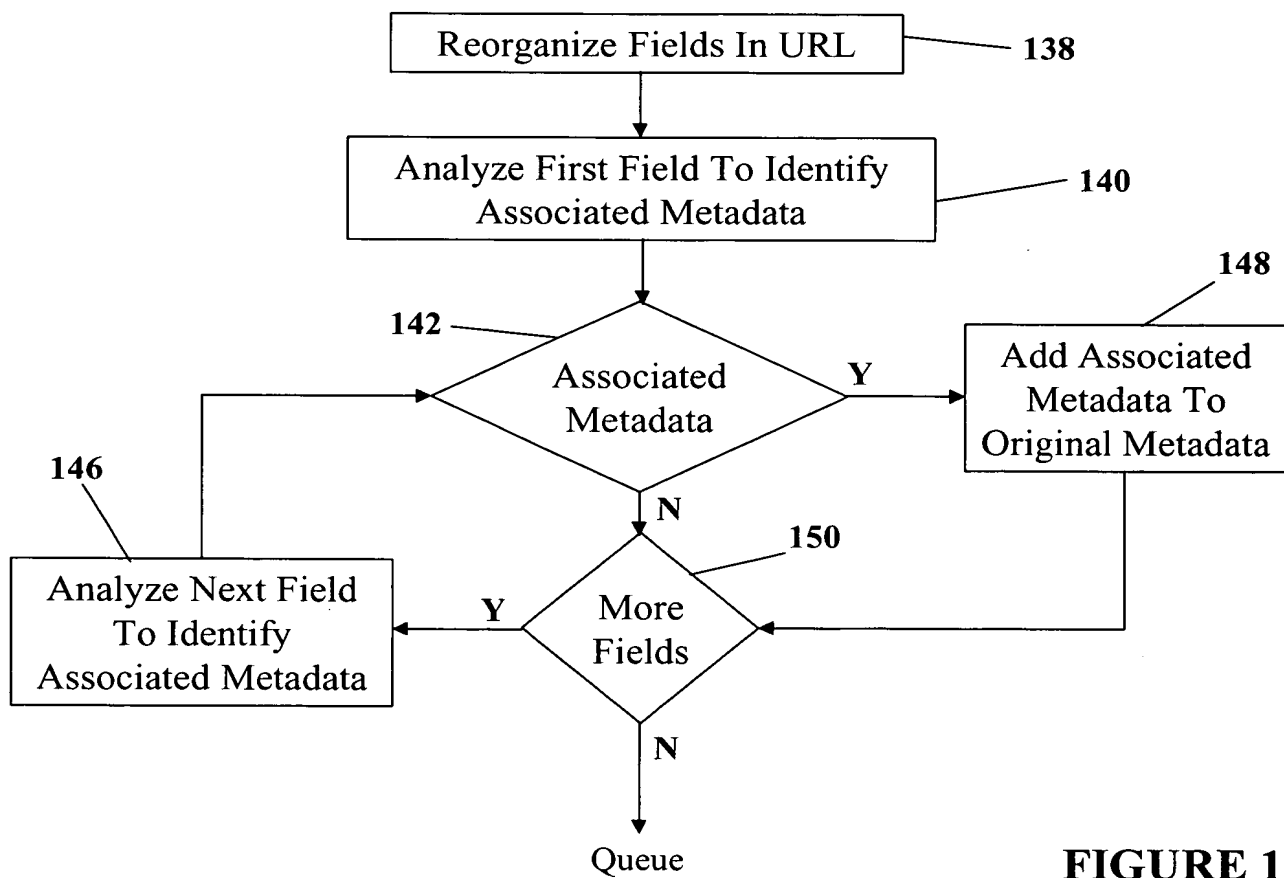 Reorganize Fields In URL
138
Analyze First Field To Identify
Associated Metadata
140
142
Associated
Metadata
Y
148
Add Associated
Metadata To
Original Metadata
N
146
Analyze Next Field
To Identify
Associated Metadata
Y
150
More
Fields
N
Queue
FIGURE 1